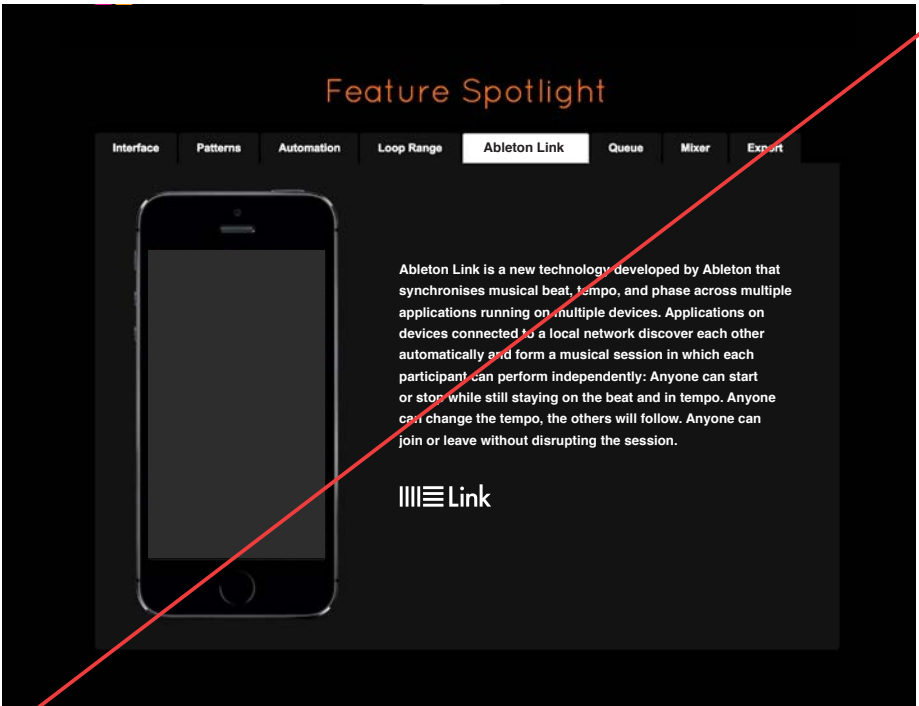 Feature Spotlight
Interface Patterns Automation Loop Range Ableton Link Queue Mixer Export
Ableton Link is a new technology developed by Ableton that
synchronises musical beat, tempo, and phase across multiple
applications running on multiple devices. Applications on
devices connected to a local network discover each other
automatically and form a musical session in which each
participant can perform independently: Anyone can start
or stop while still staying on the beat and in tempo. Anyone
can change the tempo, the others will follow. Anyone can
join or leave without disrupting the session.
Link